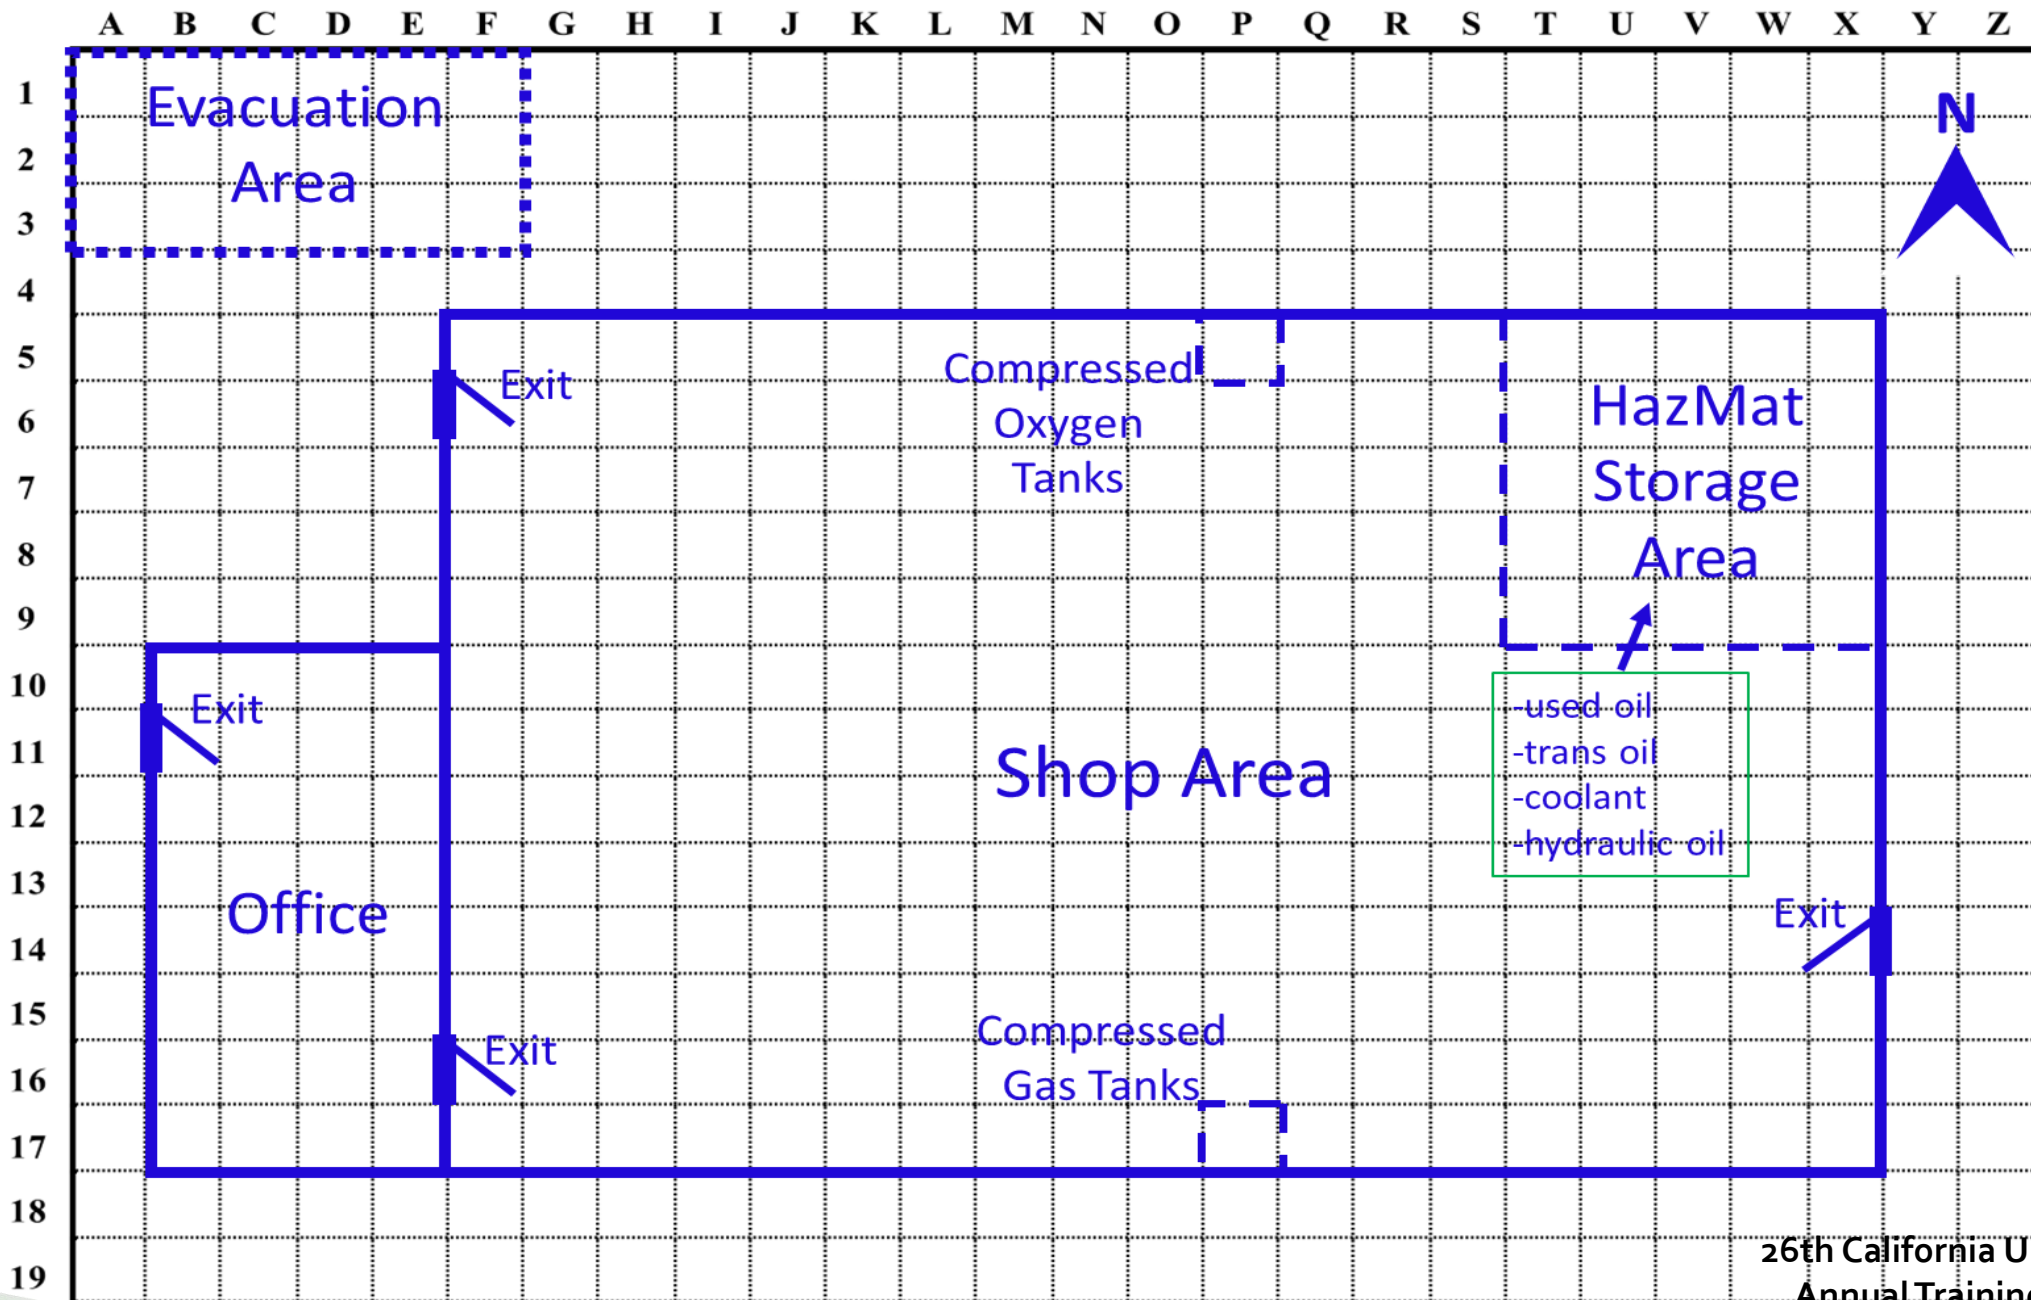 A B C D E F G H I J K L M N O P Q R S T U V W X Y Z
1
2
3
4
5
6
7
8
9
10
11
12
13
14
15
16
17
18
19
Evacuation
Area
N
Exit
Compressed
Oxygen
Tanks
HazMat
Storage
Area
Exit
-used oil
-trans oil
-coolant
-hydraulic oil
Shop Area
Office
Exit
Exit
Compressed
Gas Tanks
26th California U
Annual Training